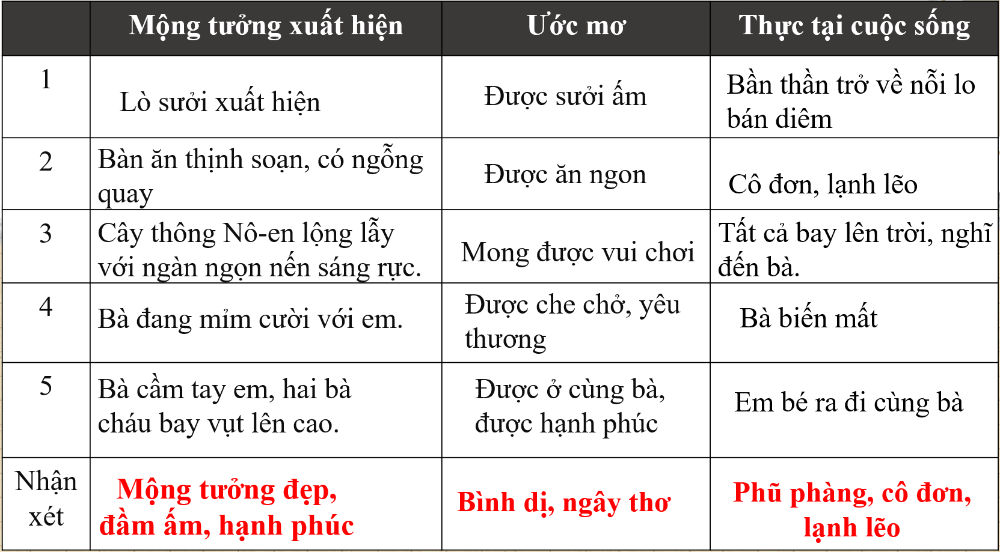 Mộng tưởng xuất hiện
Ước mơ
Thực tại cuộc sống
1
Lò sưởi xuất hiện
Được sưởi ấm
Bần thần trở về nỗi lo
bán diêm
2
Bàn ăn thịnh soạn, có ngỗng
quay
Được ăn ngon
Cô đơn, lạnh lẽo
3
Cây thông Nô-en lộng lẫy
với ngàn ngọn nến sáng rực.
Mong được vui chơi
Tất cả bay lên trời, nghĩ
đến bà.
4
Bà đang mỉm cười với em.
Được che chở, yêu
thương
Bà biến mất
5
Bà cầm tay em, hai bà
cháu bay vụt lên cao.
Được ở cùng bà,
được hạnh phúc
Em bé ra đi cùng bà
Nhận
xét
Mộng tưởng đẹp,
đầm ấm, hạnh phúc
Bình dị, ngây thơ
Phũ phàng, cô đơn,
lạnh lẽo